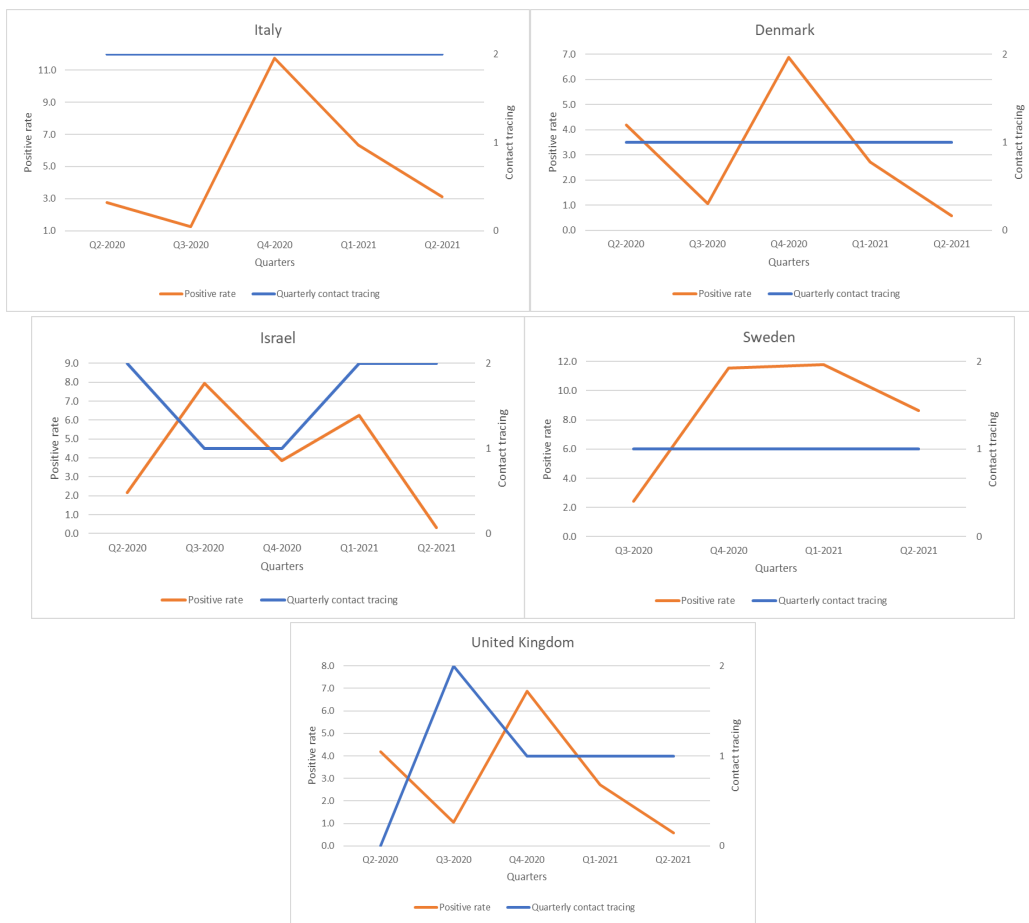 Italy
11.0
9.0
7.0
5.0
3.0
1.0
Positive rate
2
1
0
Contact tracing
Q2-2020 Q3-2020 Q4-2020 Q1-2021 Q2-2021
Quarters
Positive rate Quarterly contact tracing
Denmark
7.0
6.0
5.0
4.0
3.0
2.0
1.0
0.0
Positive rate
2
1
0
Contact tracing
Q2-2020 Q3-2020 Q4-2020 Q1-2021 Q2-2021
Quarters
Positive rate Quarterly contact tracing
Israel
9.0
8.0
7.0
6.0
5.0
4.0
3.0
2.0
1.0
0.0
Positive rate
2
1
0
Contact tracing
Q2-2020 Q3-2020 Q4-2020 Q1-2021 Q2-2021
Quarters
Positive rate Quarterly contact tracing
Sweden
12.0
10.0
8.0
6.0
4.0
2.0
0.0
Positive rate
2
1
0
Contact tracing
Q3-2020 Q4-2020 Q1-2021 Q2-2021
Quarters
Positive rate Quarterly contact tracing
United Kingdom
8.0
7.0
6.0
5.0
4.0
3.0
2.0
1.0
0.0
Positive rate
2
1
0
Contact tracing
Q2-2020 Q3-2020 Q4-2020 Q1-2021 Q2-2021
Quarters
Positive rate Quarterly contact tracing